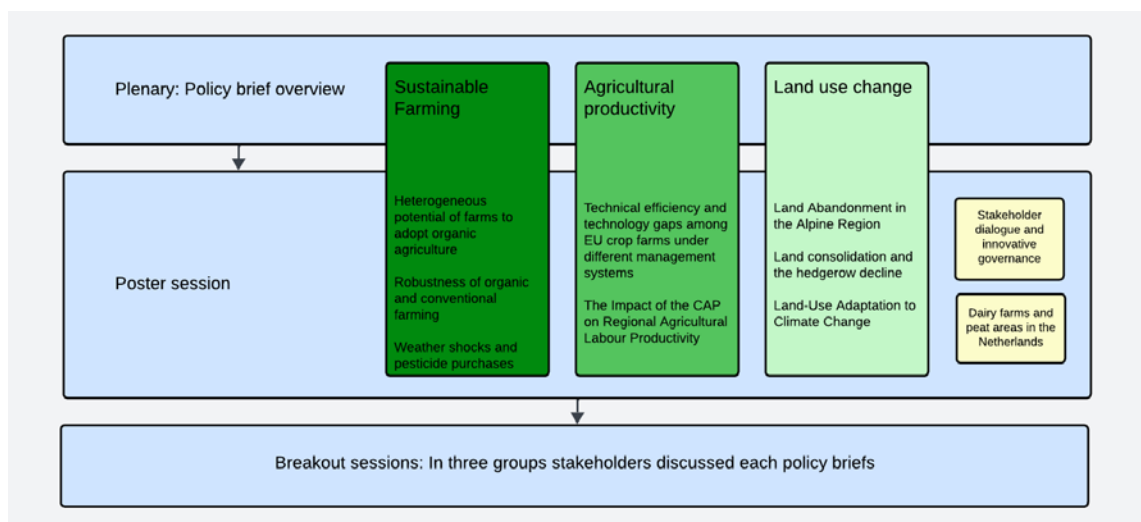 Plenary: Policy brief overview
Sustainable
Farming
Agricultural
productivity
Land use change
Poster session
Heterogeneous
potential of farms to
adopt organic
agriculture
Robustness of organic
and conventional
farming
Weather shocks and
pesticide purchases
Technical efficiency and
technology gaps among
EU crop farms under
different management
systems
The Impact of the CAP
on Regional Agricultural
Labour Productivity
Land Abandonment in
the Alpine Region
Land consolidation and
the hedgerow decline
Land-Use Adaptation to
Climate Change
Stakeholder
dialogue and
innovative
governance
Dairy farms and
peat areas in the
Netherlands
Breakout sessions: In three groups stakeholders discussed each policy briefs